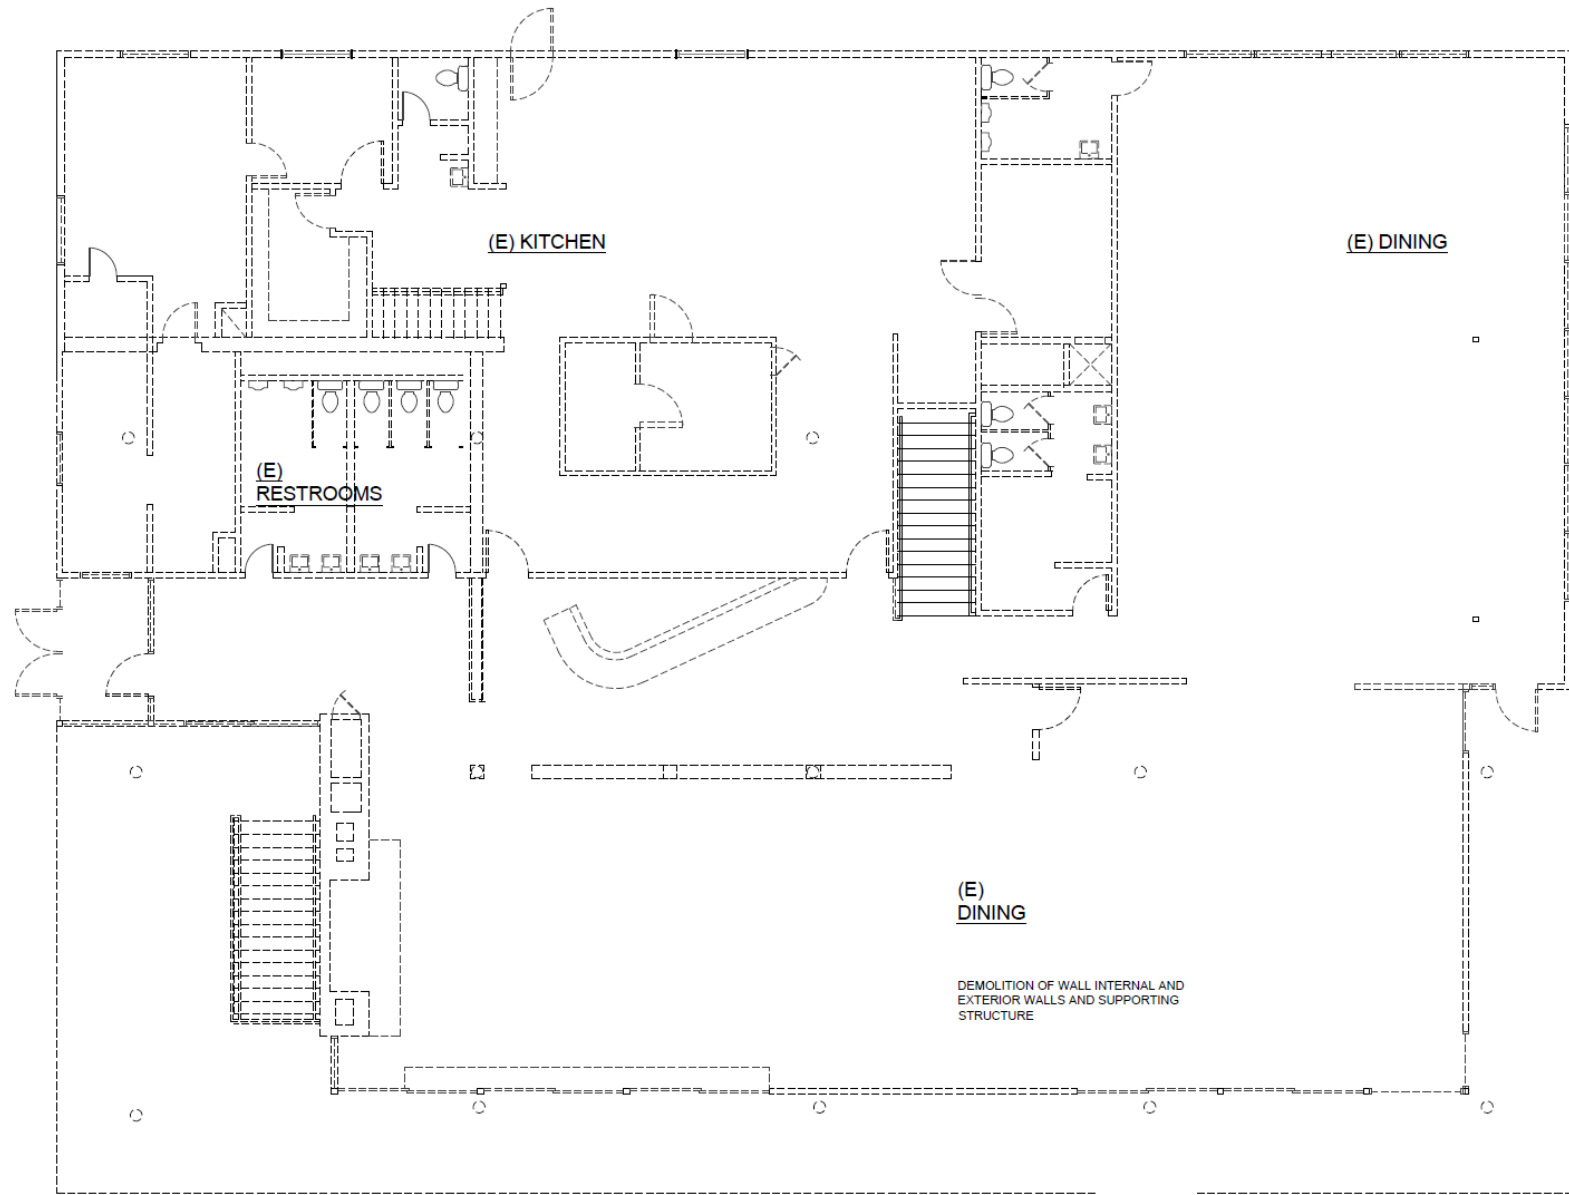 (E) KITCHEN
(E) DINING
(E)
RESTROOMS
(E)
DINING
DEMOLITION OF WALL INTERNAL AND
EXTERIOR WALLS AND SUPPORTING
STRUCTURE